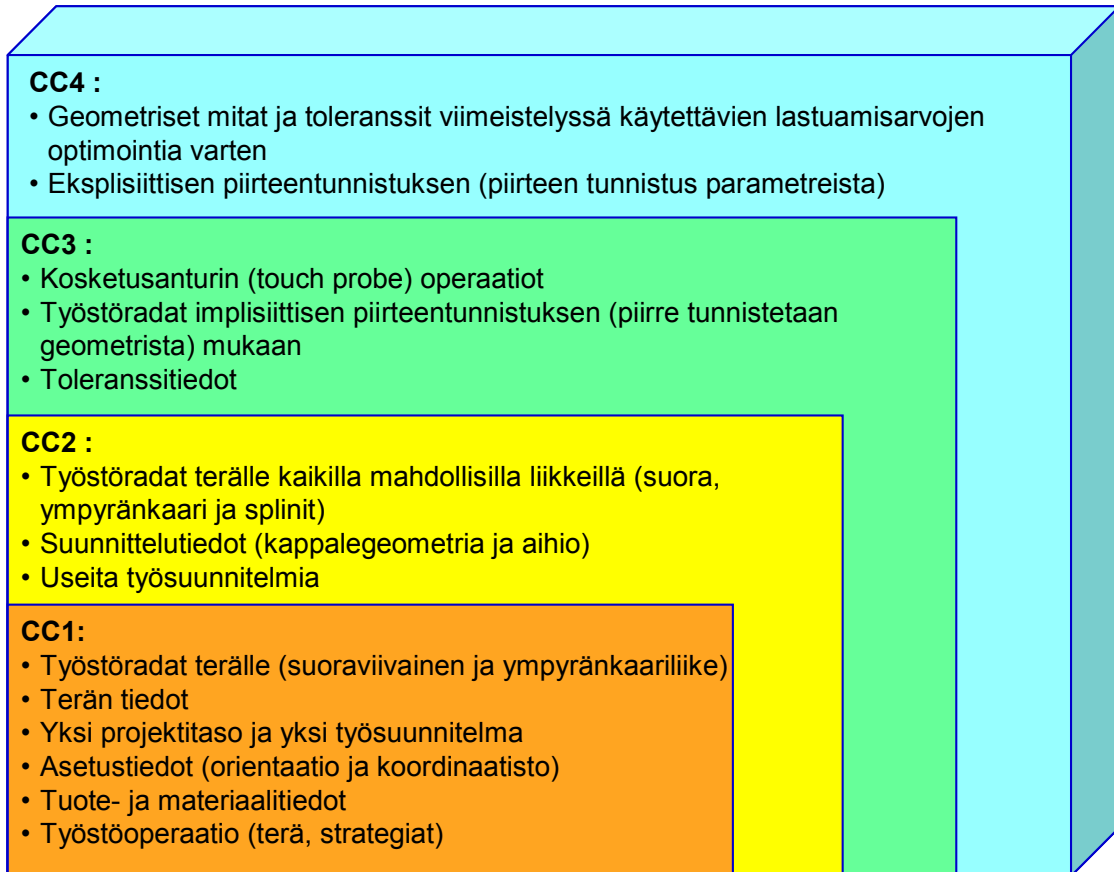 CC4 :
• Geometriset mitat ja toleranssit viimeistelyssä käytettävien lastuamisarvojen
optimointia varten
• Eksplisiittisen piirteentunnistuksen (piirteen tunnistus parametreista)
CC3 :
• Kosketusanturin (touch probe) operaatiot
• Työstöradat implisiittisen piirteentunnistuksen (piirre tunnistetaan
geometrista) mukaan
• Toleranssitiedot
CC2 :
• Työstöradat terälle kaikilla mahdollisilla liikkeillä (suora,
ympyränkaari ja splinit)
• Suunnittelutiedot (kappalegeometria ja aihio)
• Useita työsuunnitelmia
CC1:
• Työstöradat terälle (suoraviivainen ja ympyränkaariliike)
• Terän tiedot
• Yksi projektitaso ja yksi työsuunnitelma
• Asetustiedot (orientaatio ja koordinaatisto)
• Tuote- ja materiaalitiedot
• Työstöoperaatio (terä, strategiat)